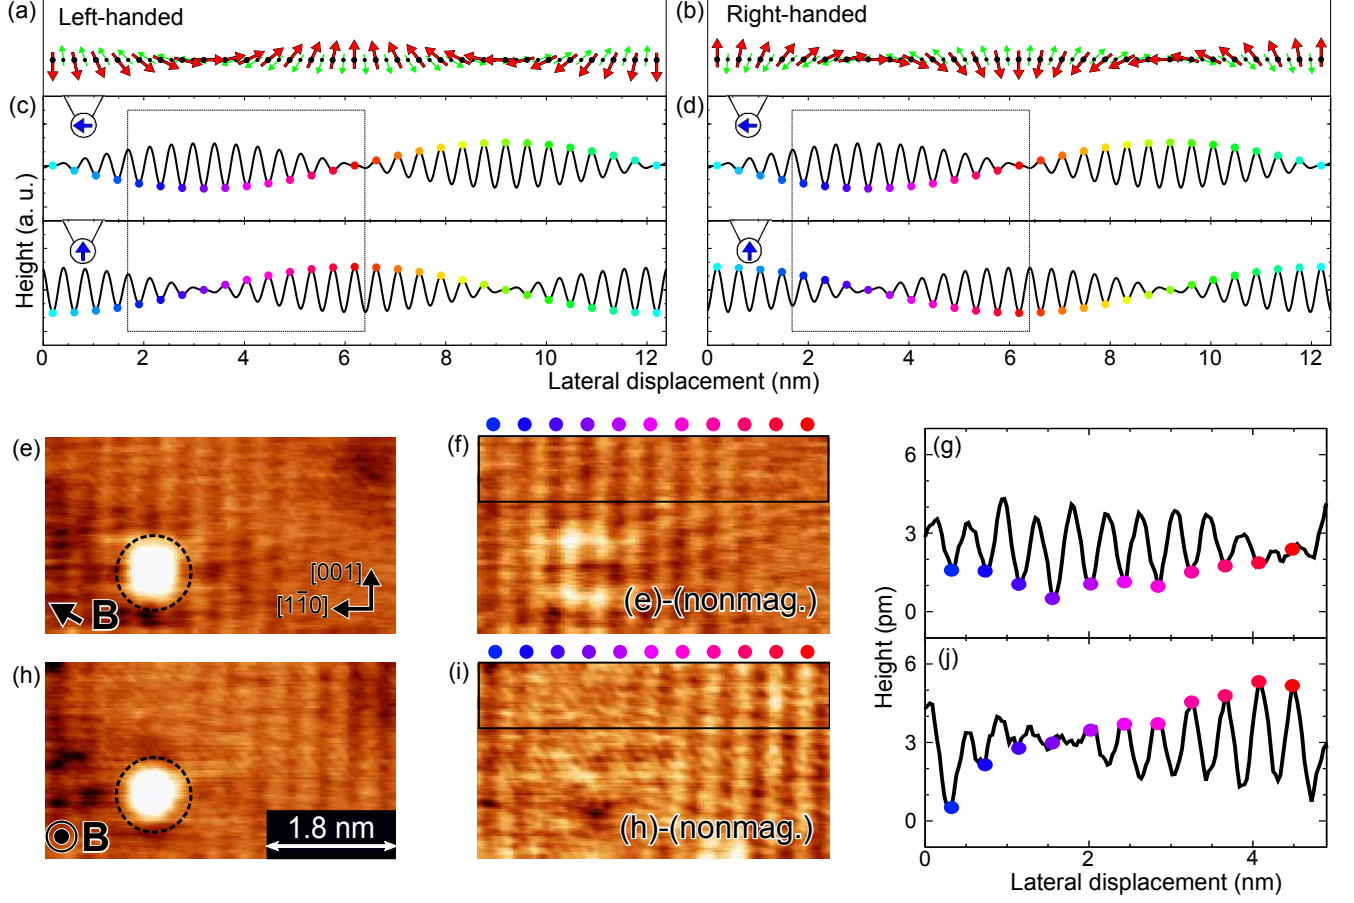 (a) Left-handed
(b) Right-handed
(c)
(d)
Height (a. u.)
0 2 4 6 8 10 12
0 2 4 6 8 10 12
Lateral displacement (nm)
(e)
[001]
[11̅0]
B
(f)
(e)-(nonmag.)
(g)
6
3
0
(h)
B
1.8 nm
(i)
(h)-(nonmag.)
(j)
6
3
0
Height (pm)
0 2 4
Lateral displacement (nm)